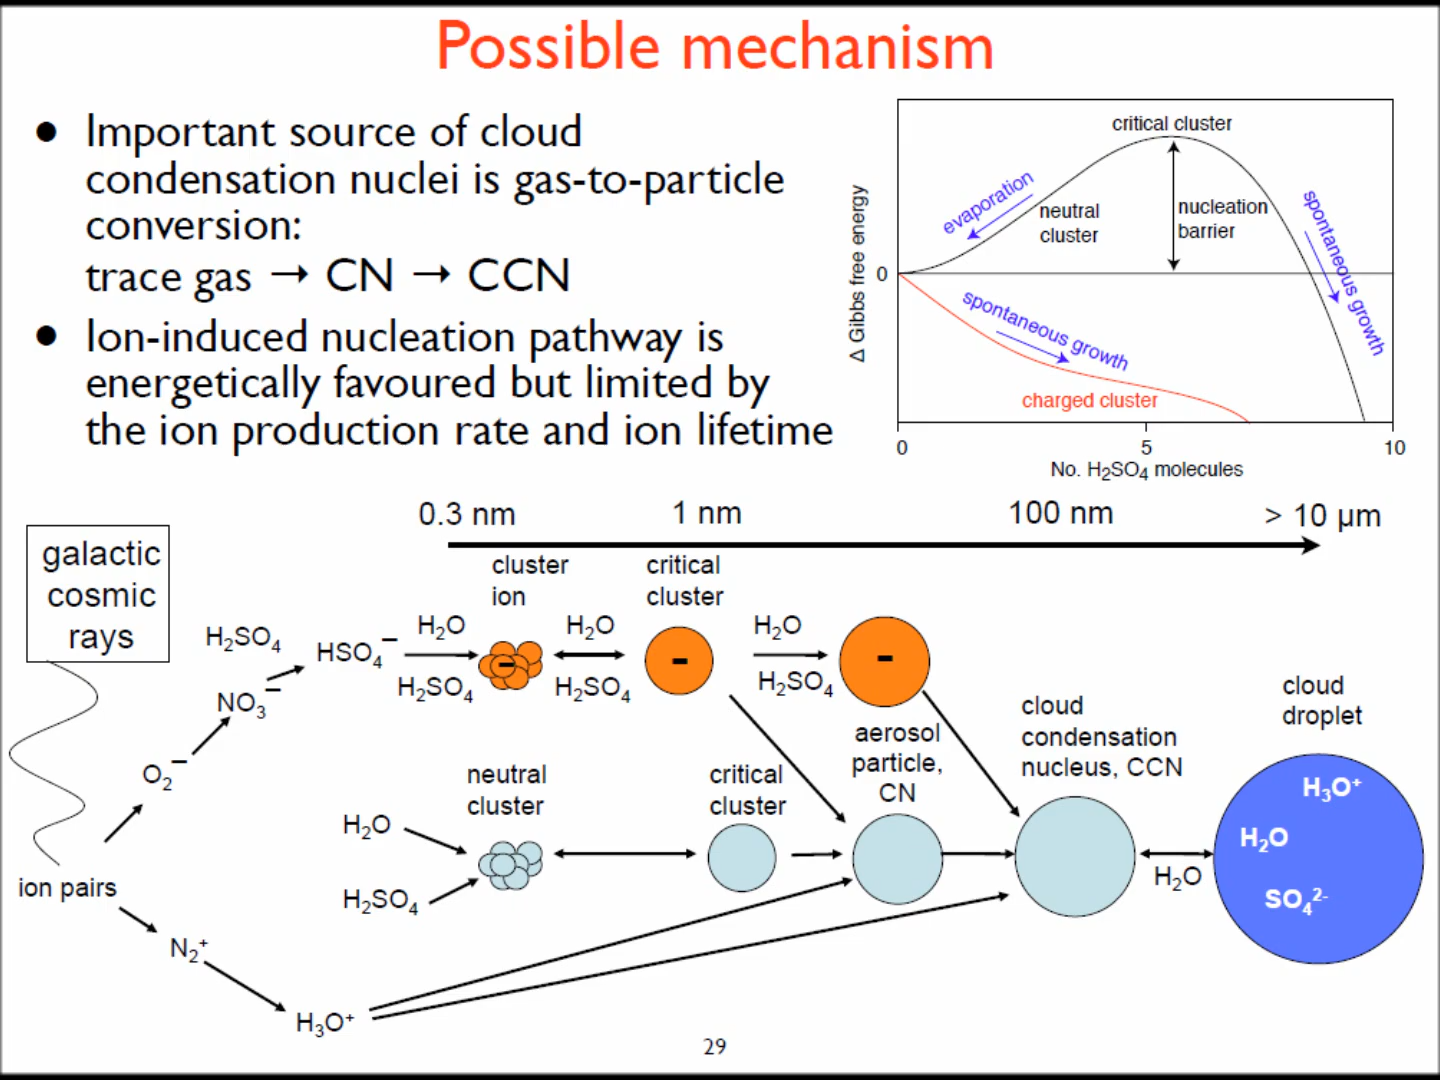 Possible mechanism
• Important source of cloud
condensation nuclei is gas-to-particle
conversion:
trace gas → CN → CCN
• Ion-induced nucleation pathway is
energetically favoured but limited by
the ion production rate and ion lifetime
critical cluster
evaporation
neutral
cluster
nucleation
barrier
spontaneous growth
Δ Gibbs free energy
0
spontaneous growth
charged cluster
0 5 10
No. H₂SO₄ molecules
0.3 nm 1 nm 100 nm > 10 µm
galactic
cosmic
rays
cluster
ion
critical
cluster
H₂SO₄
HSO₄⁻
H₂O
H₂SO₄
-
H₂O
H₂SO₄
-
H₂O
H₂SO₄
-
NO₃⁻
O₂⁻
ion pairs
N₂⁺
H₃O⁺
H₂O
H₂SO₄
neutral
cluster
critical
cluster
aerosol
particle,
CN
cloud
condensation
nucleus, CCN
H₂O
cloud
droplet
H₃O⁺
H₂O
SO₄²⁻
29